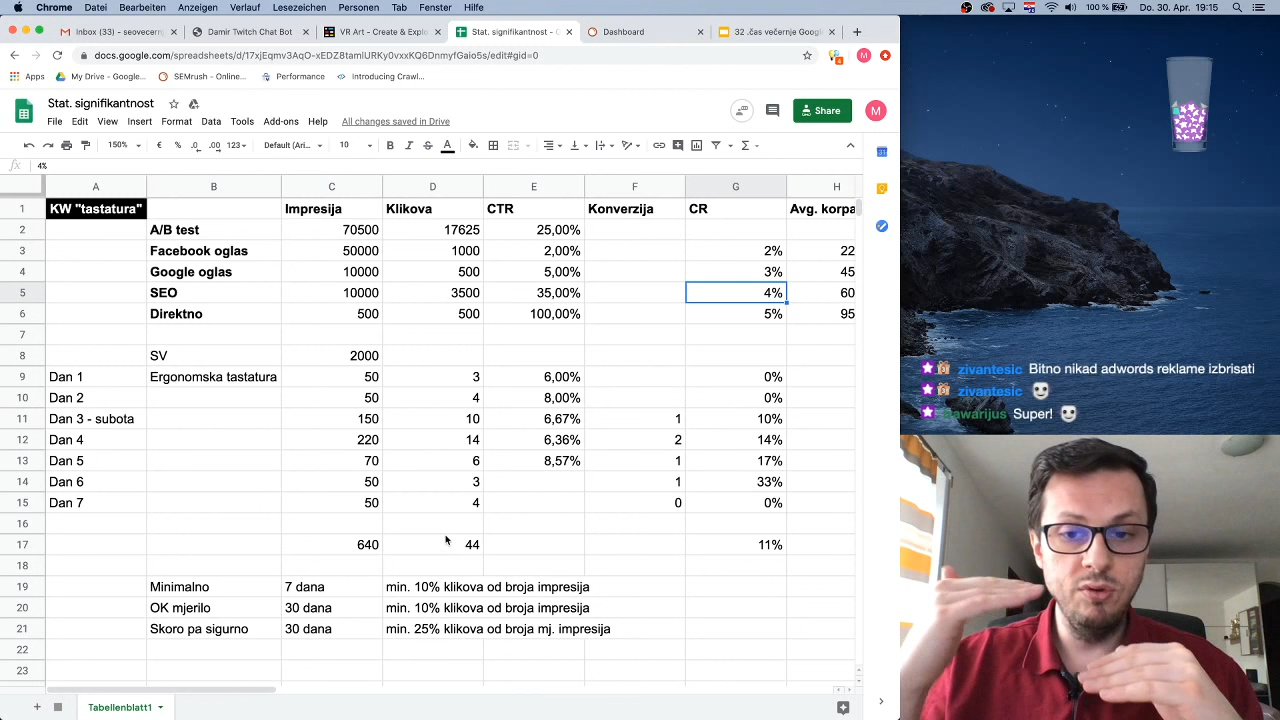 Chrome Datei Bearbeiten Anzeigen Verlauf Lesezeichen Personen Tab Fenster Hilfe 100 % Do. 30. Apr. 19:15
Inbox (33) - seovecern Damir Twitch Chat Bot VR Art - Create & Explo Stat. signifikantnost - G Dashboard 32 .čas večernje Googl
docs.google.com/spreadsheets/d/17xjEqmv3AqO-xEDZ8tamIURKy0vxxKO6DnmyfGaio5s/edit#gid=0
Apps My Drive - Google... SEMrush - Online... Performance Introducing Crawl...
Stat. signifikantnost
File Edit View Insert Format Data Tools Add-ons Help All changes saved in Drive
Share
M
150% € % .0 .00 123 Default (Ari... 10 B I S A
fx 4%
A B C D E F G H
1 KW "tastatura" Impresija Klikova CTR Konverzija CR Avg. korpa
2 A/B test 70500 17625 25,00%
3 Facebook oglas 50000 1000 2,00% 2% 22
4 Google oglas 10000 500 5,00% 3% 45
5 SEO 10000 3500 35,00% 4% 60
6 Direktno 500 500 100,00% 5% 95
7
8 SV 2000
9 Dan 1 Ergonomska tastatura 50 3 6,00% 0%
10 Dan 2 50 4 8,00% 0%
11 Dan 3 - subota 150 10 6,67% 1 10%
12 Dan 4 220 14 6,36% 2 14%
13 Dan 5 70 6 8,57% 1 17%
14 Dan 6 50 3 1 33%
15 Dan 7 50 4 0 0%
16
17 640 44 11%
18
19 Minimalno 7 dana min. 10% klikova od broja impresija
20 OK mjerilo 30 dana min. 10% klikova od broja impresija
21 Skoro pa sigurno 30 dana min. 25% klikova od broja mj. impresija
22
23
Tabellenblatt1
zivantesic Bitno nikad adwords reklame izbrisati
zivantesic
Super!